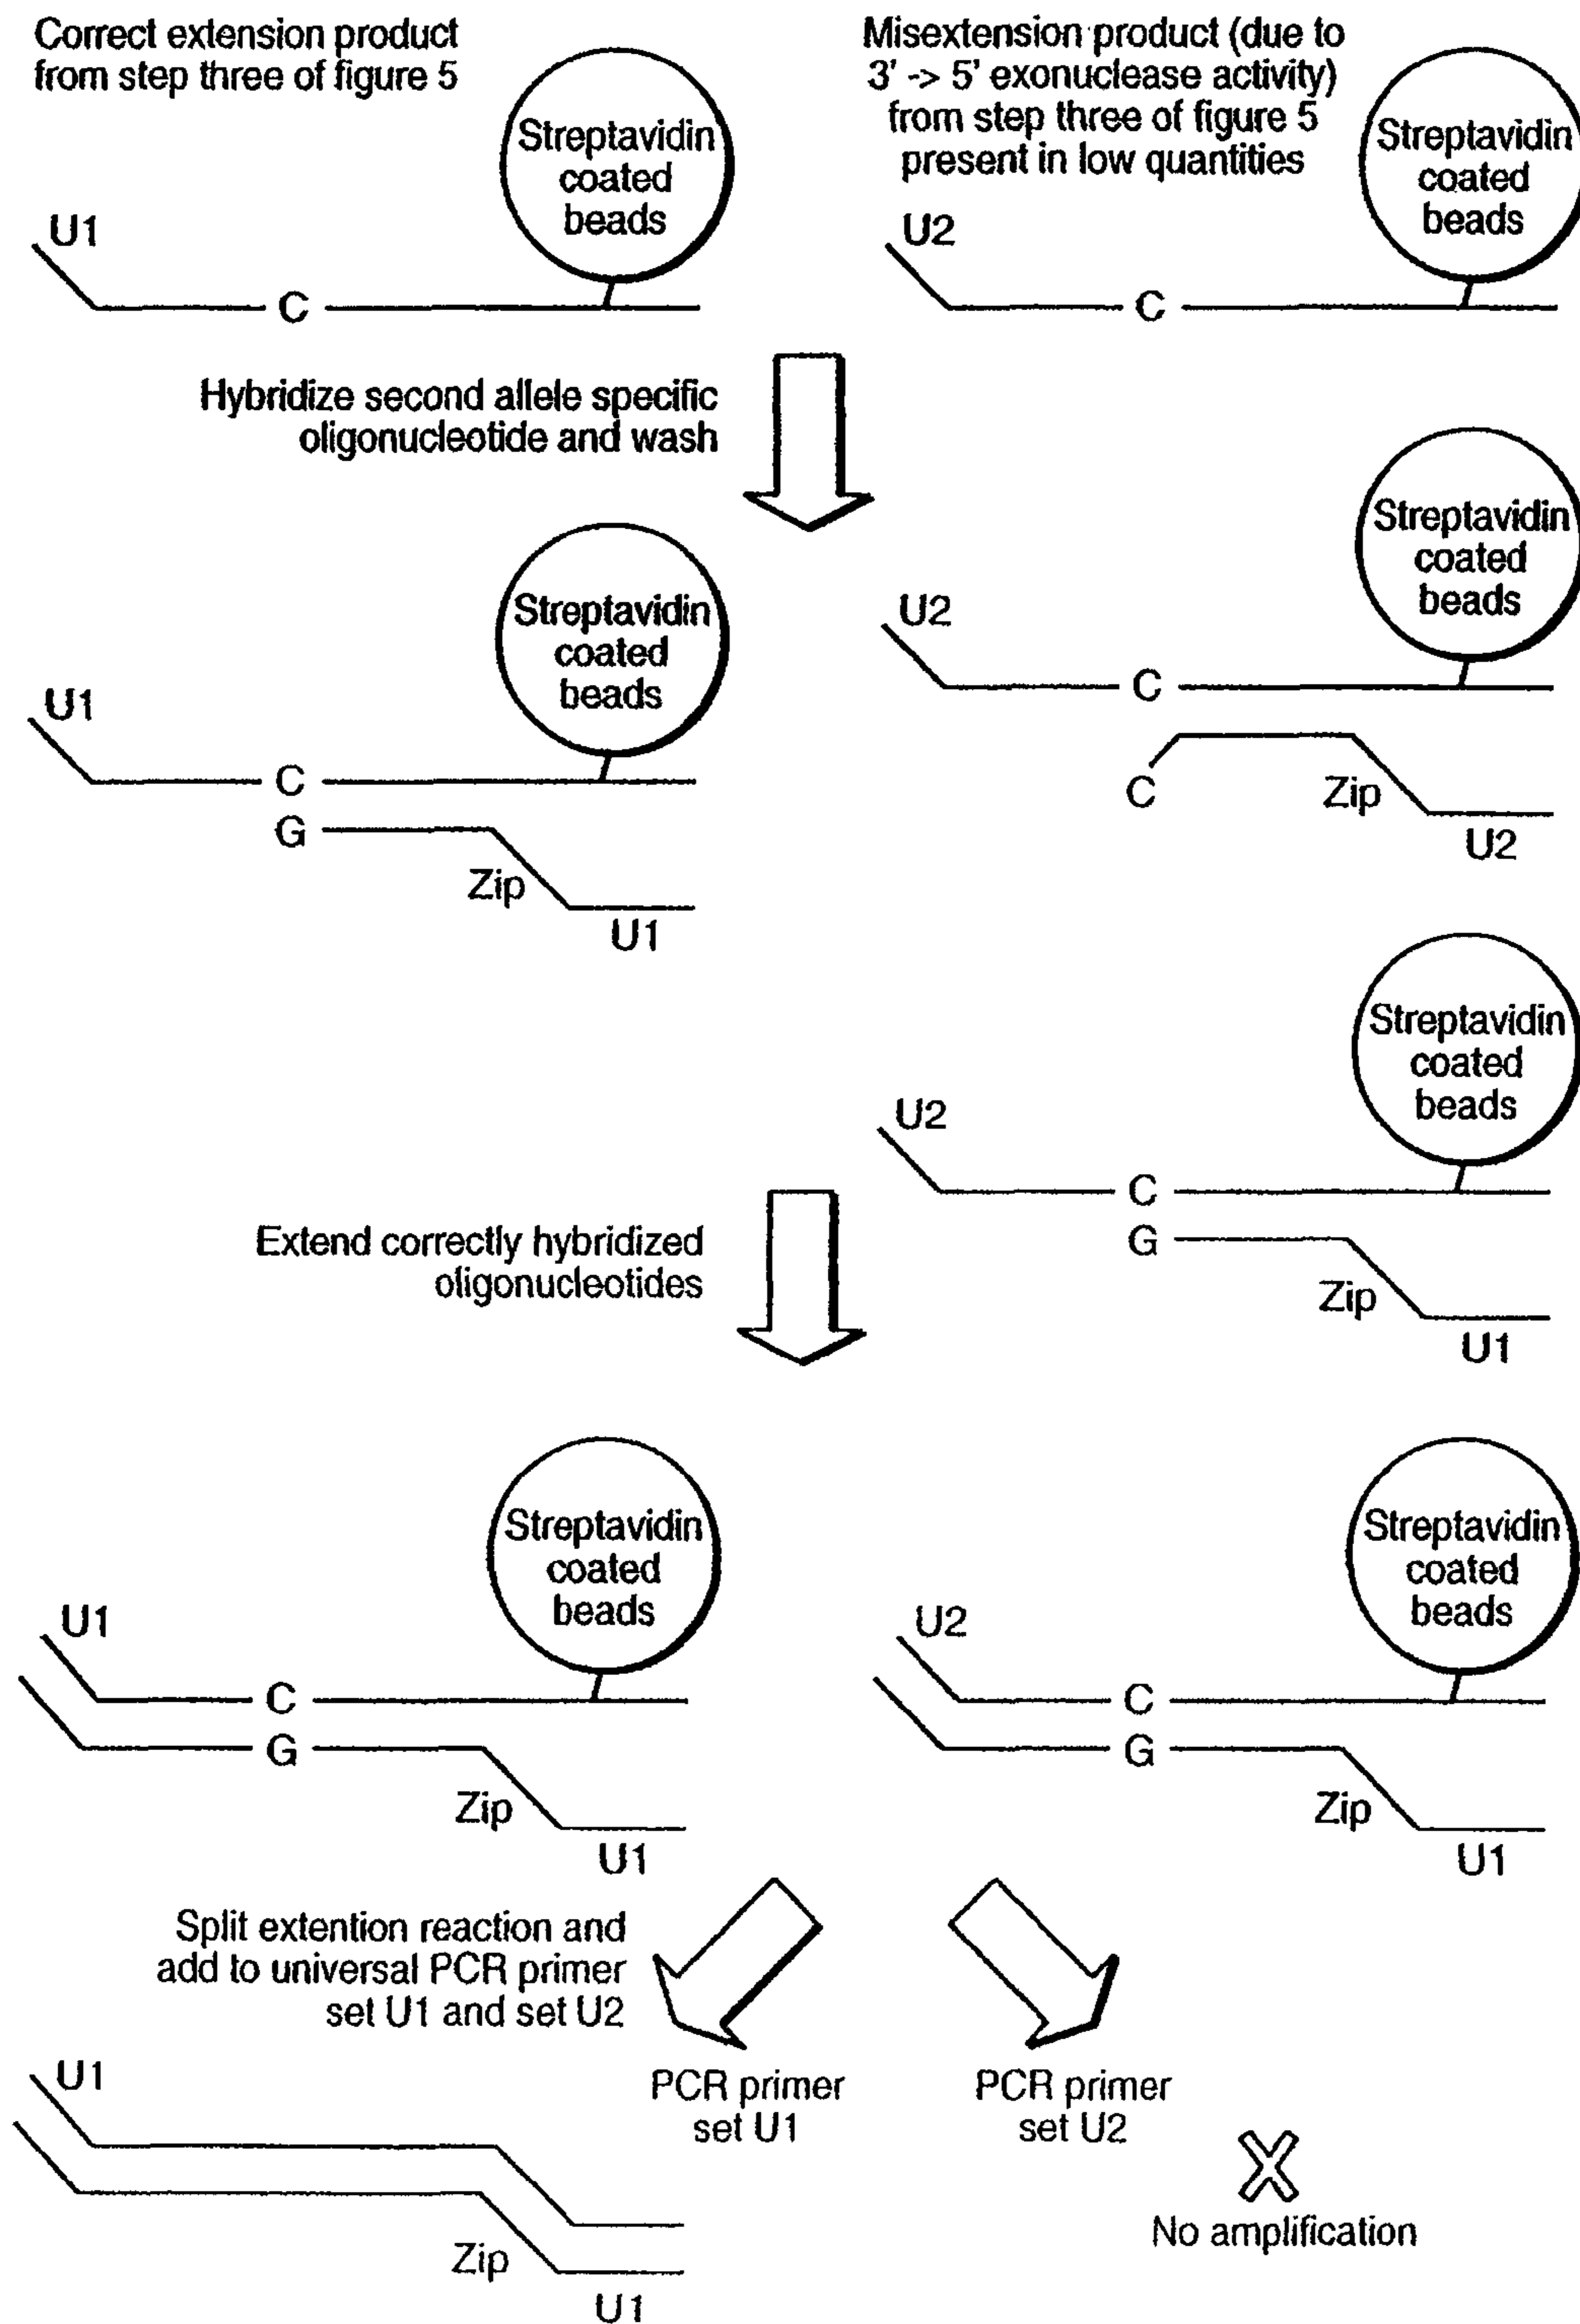 Correct extension product
from step three of figure 5
Misextension product (due to
3' -> 5' exonuclease activity)
from step three of figure 5
present in low quantities
Streptavidin
coated
beads
Streptavidin
coated
beads
U1
C
U2
C
Hybridize second allele specific
oligonucleotide and wash
Streptavidin
coated
beads
U1
C
G
Zip
U1
Streptavidin
coated
beads
U2
C
C
Zip
U2
Streptavidin
coated
beads
U2
C
G
Zip
U1
Extend correctly hybridized
oligonucleotides
Streptavidin
coated
beads
U1
C
G
Zip
U1
Streptavidin
coated
beads
U2
C
G
Zip
U1
Split extention reaction and
add to universal PCR primer
set U1 and set U2
PCR primer
set U1
PCR primer
set U2
U1
Zip
U1
X
No amplification